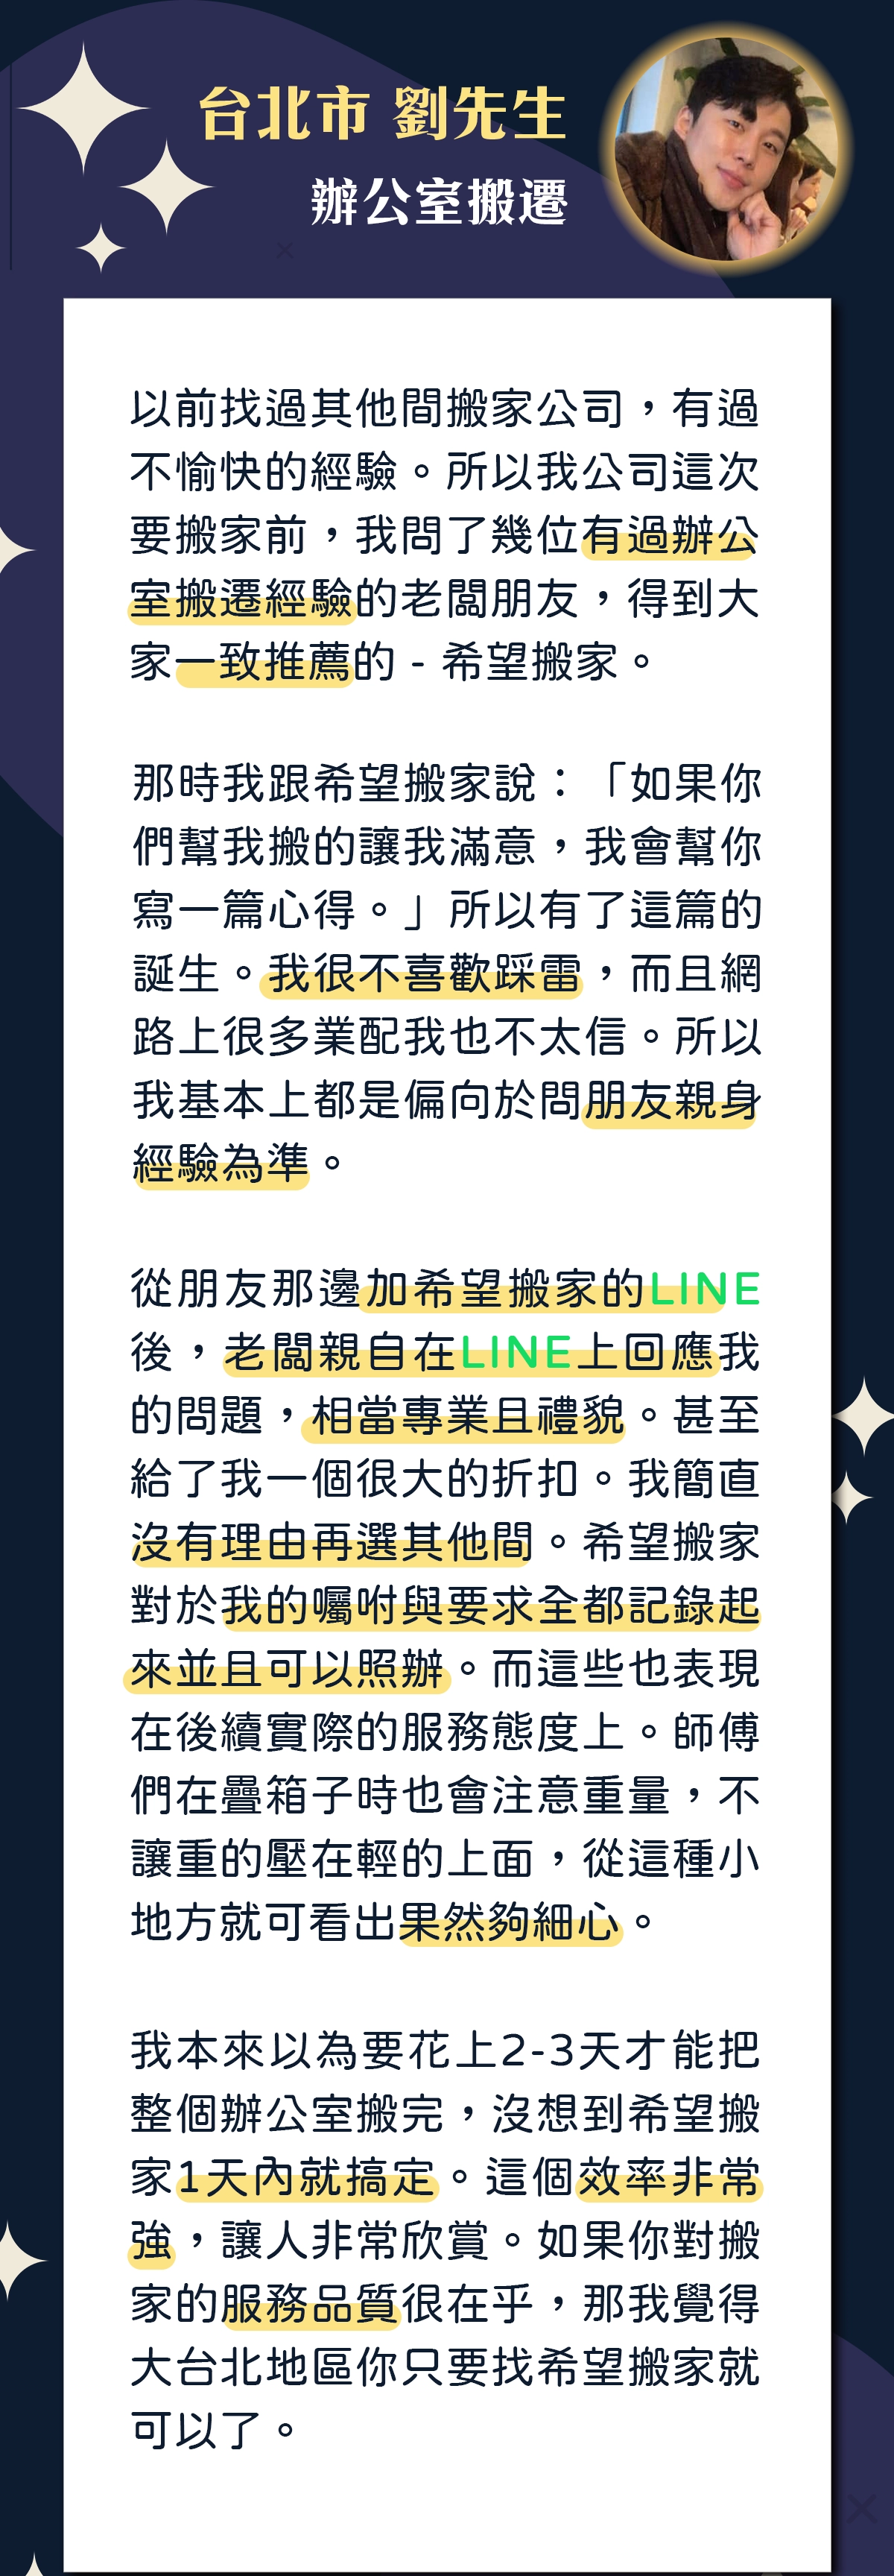 台北市 劉先生
辦公室搬遷
以前找過其他間搬家公司，有過
不愉快的經驗。所以我公司這次
要搬家前，我問了幾位有過辦公
室搬遷經驗的老闆朋友，得到大
家一致推薦的 - 希望搬家。
那時我跟希望搬家說：「如果你
們幫我搬的讓我滿意，我會幫你
寫一篇心得。」所以有了這篇的
誕生。我很不喜歡踩雷，而且網
路上很多業配我也不太信。所以
我基本上都是偏向於問朋友親身
經驗為準。
從朋友那邊加希望搬家的LINE
後，老闆親自在LINE上回應我
的問題，相當專業且禮貌。甚至
給了我一個很大的折扣。我簡直
沒有理由再選其他間。希望搬家
對於我的囑咐與要求全都記錄起
來並且可以照辦。而這些也表現
在後續實際的服務態度上。師傅
們在疊箱子時也會注意重量，不
讓重的壓在輕的上面，從這種小
地方就可看出果然夠細心。
我本來以為要花上2-3天才能把
整個辦公室搬完，沒想到希望搬
家1天內就搞定。這個效率非常
強，讓人非常欣賞。如果你對搬
家的服務品質很在乎，那我覺得
大台北地區你只要找希望搬家就
可以了。